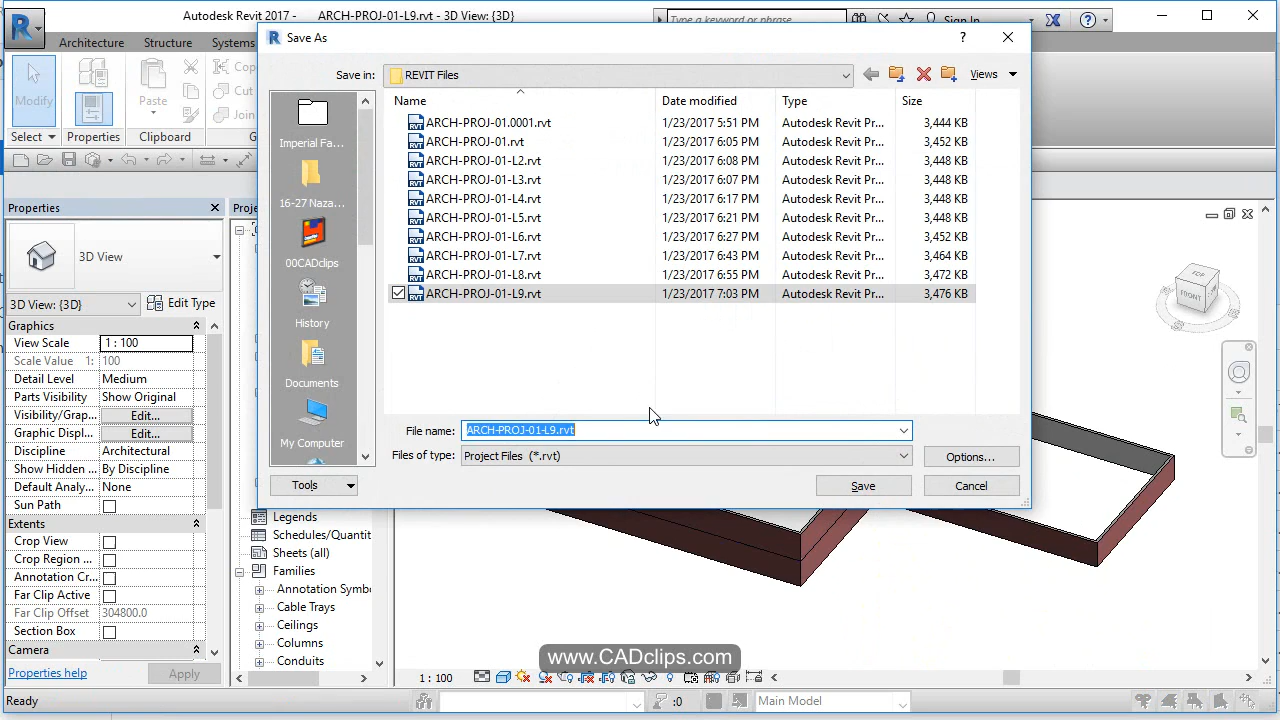 Autodesk Revit 2017 - ARCH-PROJ-01-L9.rvt - 3D View: {3D}
Type a keyword or phrase
Sign In
Architecture Structure Systems
Modify
Paste
Cop
Cut
Join
Select Properties Clipboard
Save As
Save in: REVIT Files Views
Name Date modified Type Size
ARCH-PROJ-01.0001.rvt 1/23/2017 5:51 PM Autodesk Revit Pr... 3,444 KB
ARCH-PROJ-01.rvt 1/23/2017 6:05 PM Autodesk Revit Pr... 3,452 KB
ARCH-PROJ-01-L2.rvt 1/23/2017 6:08 PM Autodesk Revit Pr... 3,448 KB
ARCH-PROJ-01-L3.rvt 1/23/2017 6:07 PM Autodesk Revit Pr... 3,448 KB
ARCH-PROJ-01-L4.rvt 1/23/2017 6:17 PM Autodesk Revit Pr... 3,448 KB
ARCH-PROJ-01-L5.rvt 1/23/2017 6:21 PM Autodesk Revit Pr... 3,448 KB
ARCH-PROJ-01-L6.rvt 1/23/2017 6:27 PM Autodesk Revit Pr... 3,452 KB
ARCH-PROJ-01-L7.rvt 1/23/2017 6:43 PM Autodesk Revit Pr... 3,464 KB
ARCH-PROJ-01-L8.rvt 1/23/2017 6:55 PM Autodesk Revit Pr... 3,472 KB
ARCH-PROJ-01-L9.rvt 1/23/2017 7:03 PM Autodesk Revit Pr... 3,476 KB
Imperial Fa...
16-27 Naza...
00CADclips
History
Documents
My Computer
File name: ARCH-PROJ-01-L9.rvt
Files of type: Project Files (*.rvt) Options...
Tools Save Cancel
Properties
3D View
3D View: {3D} Edit Type
Graphics
View Scale 1 : 100
Scale Value 1: 100
Detail Level Medium
Parts Visibility Show Original
Visibility/Grap... Edit...
Graphic Displ... Edit...
Discipline Architectural
Show Hidden ... By Discipline
Default Analy... None
Sun Path
Extents
Crop View
Crop Region ...
Annotation Cr...
Far Clip Active
Far Clip Offset 304800.0
Section Box
Camera
Properties help Apply
Proje
Legends
Schedules/Quantit
Sheets (all)
Families
Annotation Symb
Cable Trays
Ceilings
Columns
Conduits
TOP
FRONT
www.CADclips.com
1 : 100
Ready :0 Main Model